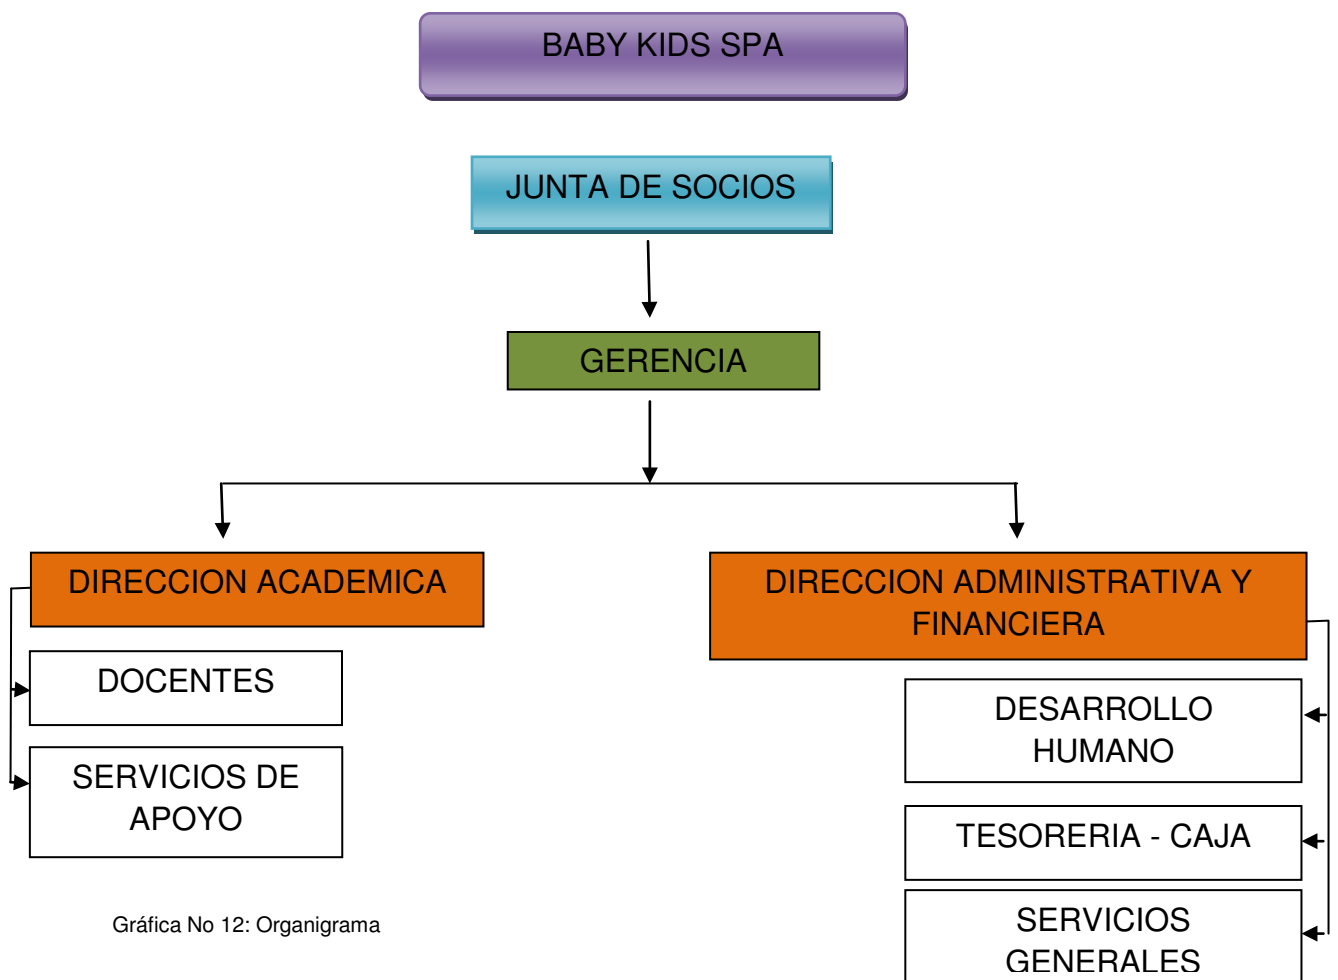 BABY KIDS SPA
JUNTA DE SOCIOS
GERENCIA
DIRECCION ACADEMICA
DOCENTES
SERVICIOS DE
APOYO
DIRECCION ADMINISTRATIVA Y
FINANCIERA
DESARROLLO
HUMANO
TESORERIA - CAJA
SERVICIOS
GENERALES
Gráfica No 12: Organigrama